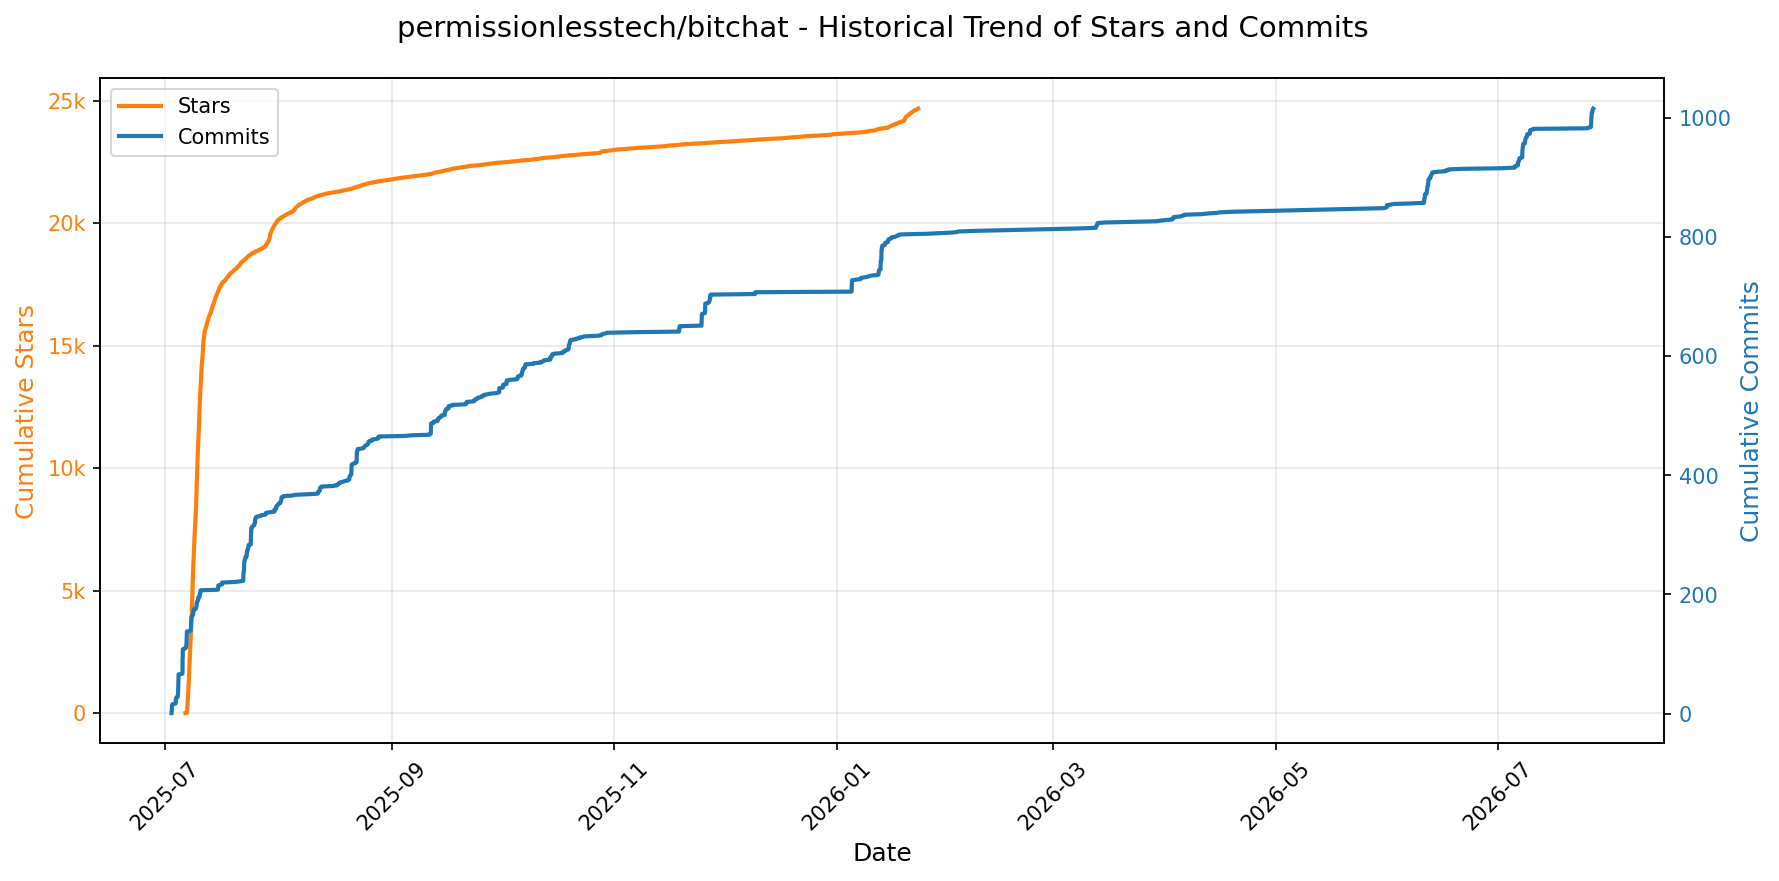 permissionlesstech/bitchat - Historical Trend of Stars and Commits
Stars
Commits
25k
20k
15k
10k
5k
0
Cumulative Stars
1000
800
600
400
200
0
Cumulative Commits
2025-07
2025-09
2025-11
2026-01
2026-03
2026-05
2026-07
Date